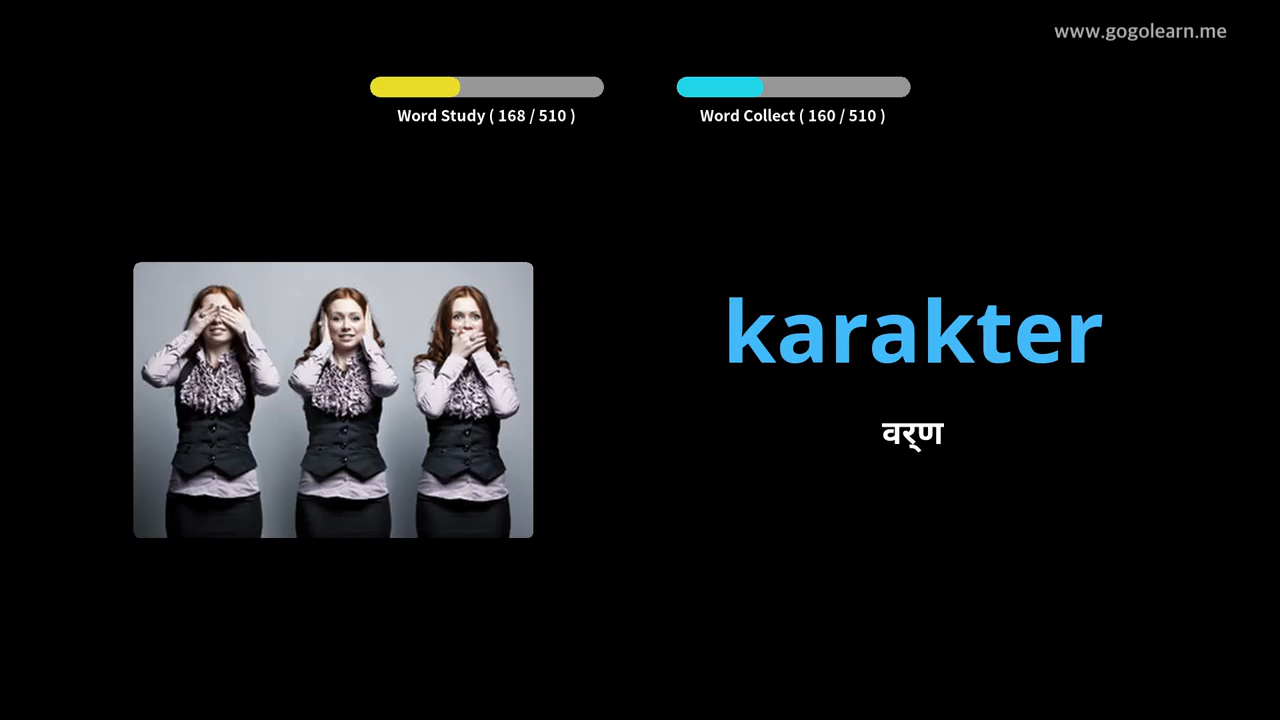 www.gogolearn.me
Word Study ( 168 / 510 )
Word Collect ( 160 / 510 )
karakter
वर्ण